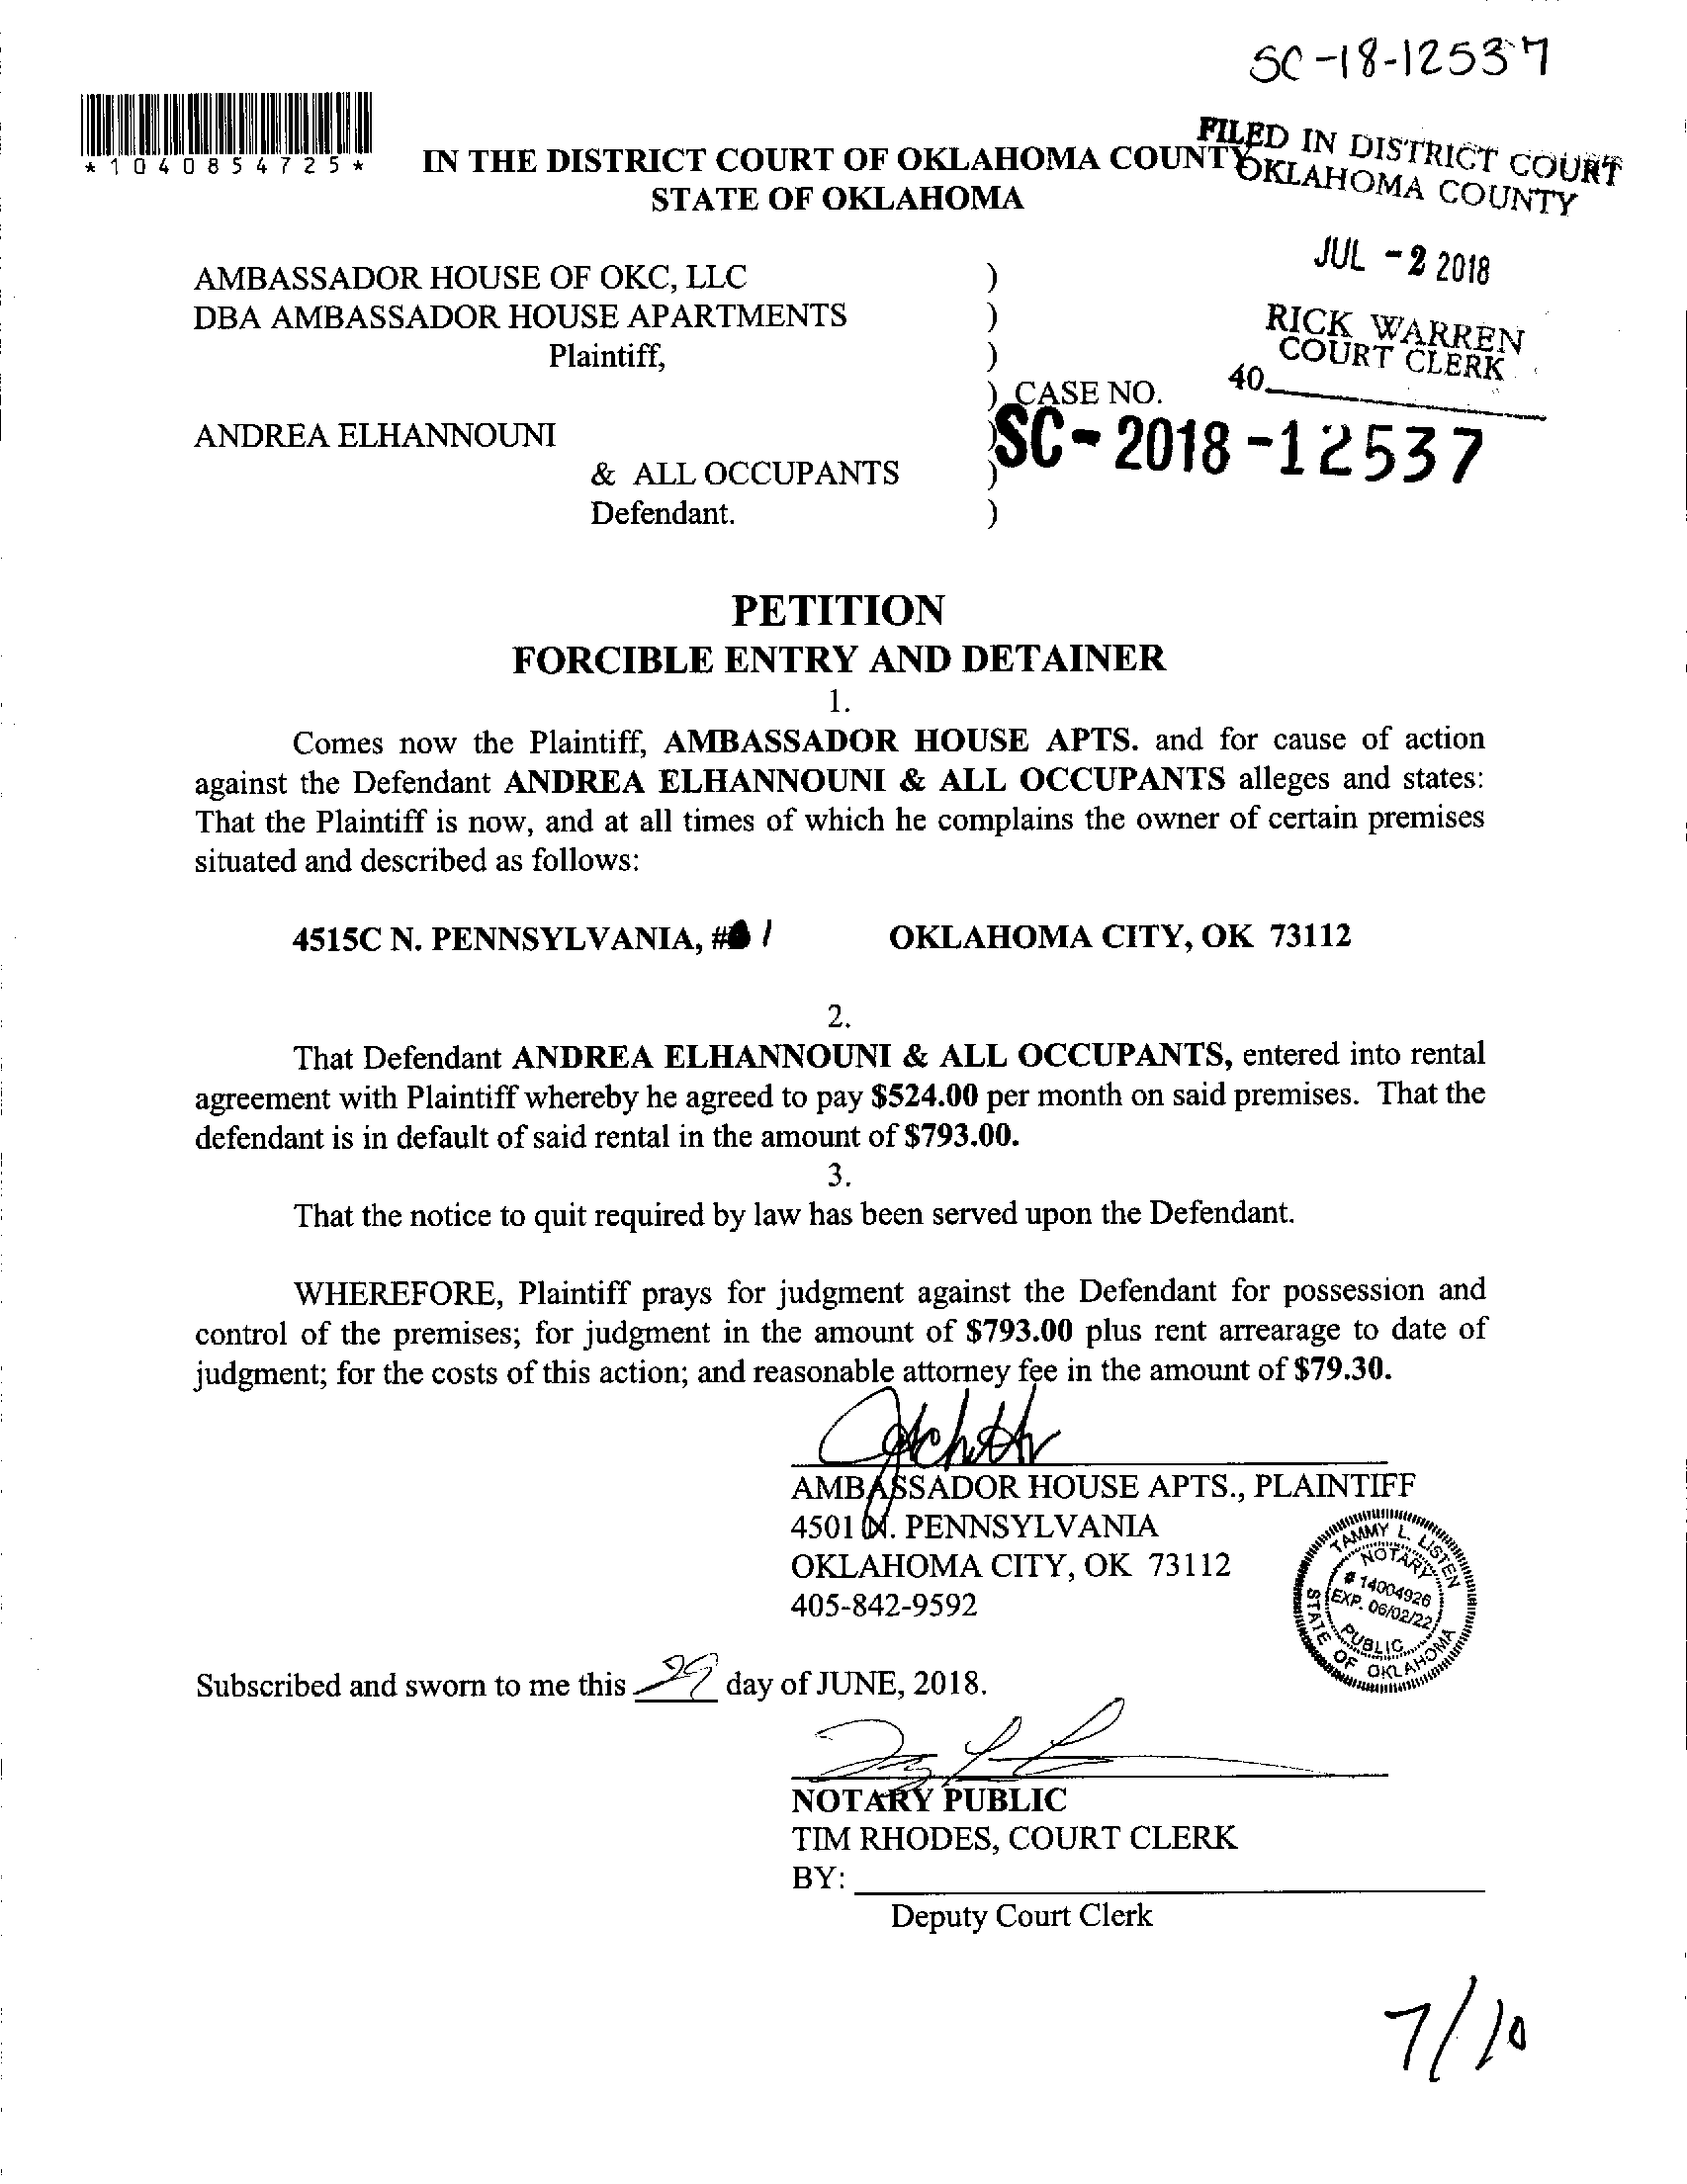 SC-18-12537
*1040854725*
IN THE DISTRICT COURT OF OKLAHOMA COUNTY
STATE OF OKLAHOMA
FILED IN DISTRICT COURT
OKLAHOMA COUNTY
JUL -2 2018
RICK WARREN
COURT CLERK
40
AMBASSADOR HOUSE OF OKC, LLC )
DBA AMBASSADOR HOUSE APARTMENTS )
Plaintiff, )
) CASE NO.
ANDREA ELHANNOUNI ) SC-2018-12537
& ALL OCCUPANTS )
Defendant. )
PETITION
FORCIBLE ENTRY AND DETAINER
1.
Comes now the Plaintiff, AMBASSADOR HOUSE APTS. and for cause of action
against the Defendant ANDREA ELHANNOUNI & ALL OCCUPANTS alleges and states:
That the Plaintiff is now, and at all times of which he complains the owner of certain premises
situated and described as follows:
4515C N. PENNSYLVANIA, # 1 OKLAHOMA CITY, OK 73112
2.
That Defendant ANDREA ELHANNOUNI & ALL OCCUPANTS, entered into rental
agreement with Plaintiff whereby he agreed to pay $524.00 per month on said premises. That the
defendant is in default of said rental in the amount of $793.00.
3.
That the notice to quit required by law has been served upon the Defendant.
WHEREFORE, Plaintiff prays for judgment against the Defendant for possession and
control of the premises; for judgment in the amount of $793.00 plus rent arrearage to date of
judgment; for the costs of this action; and reasonable attorney fee in the amount of $79.30.
AMBASSADOR HOUSE APTS., PLAINTIFF
4501 N. PENNSYLVANIA
OKLAHOMA CITY, OK 73112
405-842-9592
TAMMY L. LISTEN
NOTARY
# 14004926
EXP. 06/02/22
PUBLIC
STATE OF OKLAHOMA
Subscribed and sworn to me this 29 day of JUNE, 2018.
NOTARY PUBLIC
TIM RHODES, COURT CLERK
BY:
Deputy Court Clerk
7/10